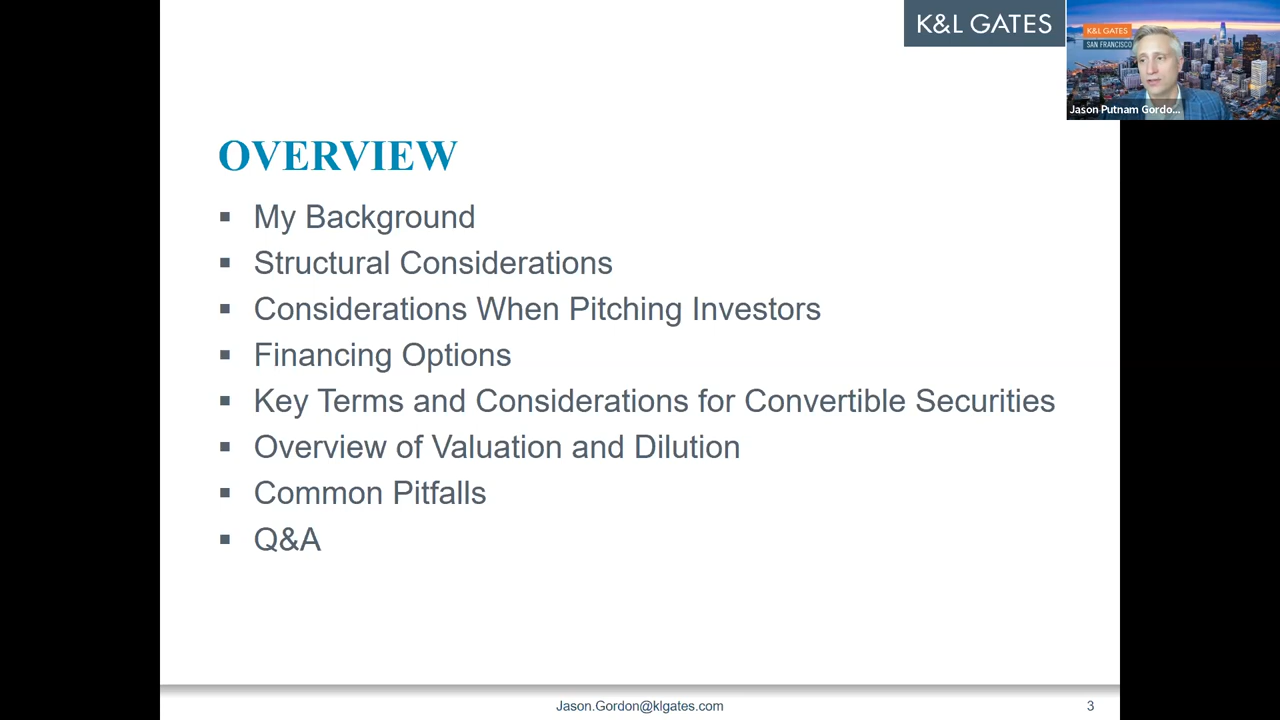 K&L GATES
K&L GATES
SAN FRANCISCO
Jason Putnam Gordo...
OVERVIEW
▪ My Background
▪ Structural Considerations
▪ Considerations When Pitching Investors
▪ Financing Options
▪ Key Terms and Considerations for Convertible Securities
▪ Overview of Valuation and Dilution
▪ Common Pitfalls
▪ Q&A
Jason.Gordon@klgates.com
3